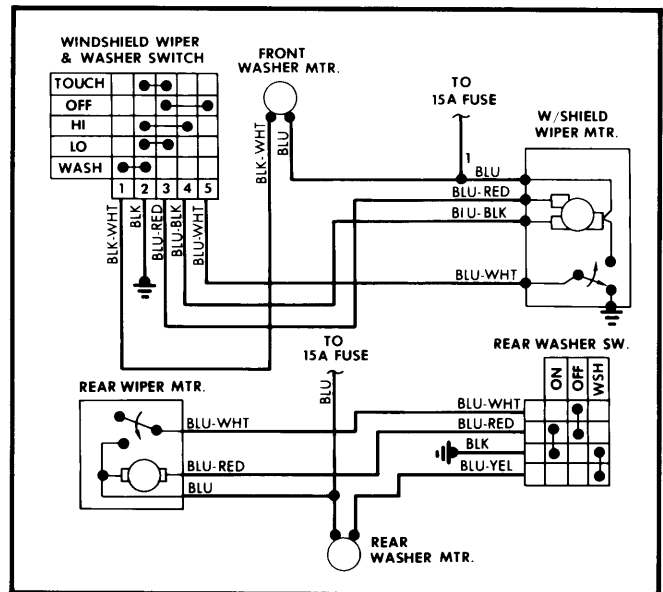 WINDSHIELD WIPER
& WASHER SWITCH
TOUCH
OFF
HI
LO
WASH
1 2 3 4 5
BLK-WHT
BLK
BLU-RED
BLU-BLK
BLU-WHT
FRONT
WASHER MTR.
BLK-WHT
BLU
TO
15A FUSE
1
W/SHIELD
WIPER MTR.
BLU
BLU-RED
BLU-BLK
BLU-WHT
TO
15A FUSE
BLU
REAR WIPER MTR.
BLU-WHT
BLU-RED
BLU
REAR WASHER SW.
ON
OFF
WSH
BLU-WHT
BLU-RED
BLK
BLU-YEL
REAR
WASHER MTR.